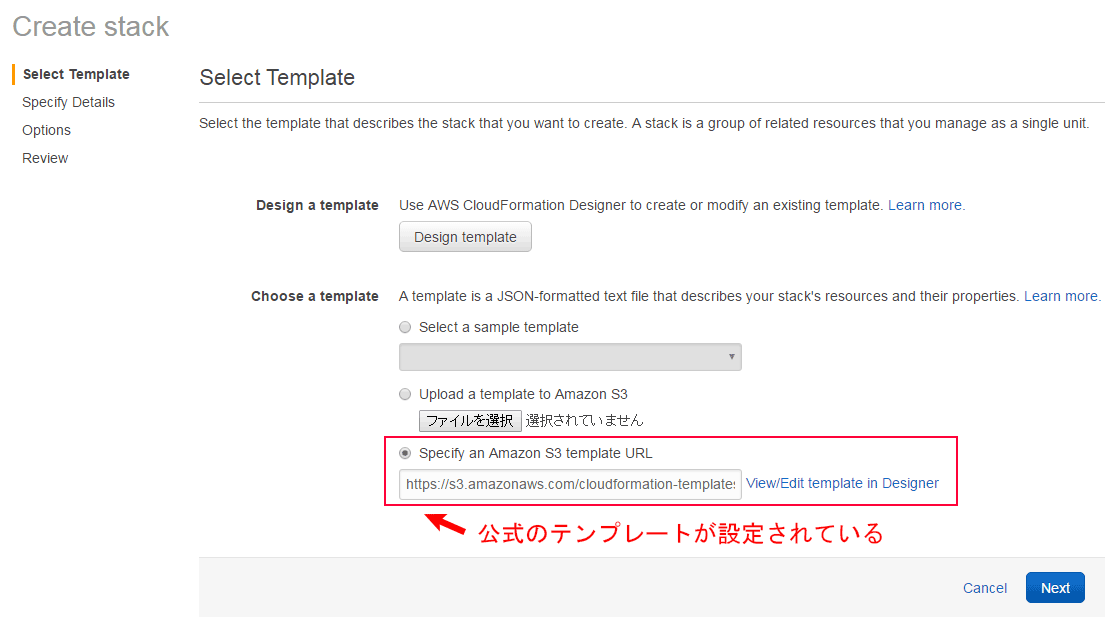 Create stack
Select Template
Specify Details
Options
Review
Select Template
Select the template that describes the stack that you want to create. A stack is a group of related resources that you manage as a single unit.
Design a template
Use AWS CloudFormation Designer to create or modify an existing template. Learn more.
Design template
Choose a template
A template is a JSON-formatted text file that describes your stack's resources and their properties. Learn more.
Select a sample template
Upload a template to Amazon S3
ファイルを選択 選択されていません
Specify an Amazon S3 template URL
https://s3.amazonaws.com/cloudformation-templates View/Edit template in Designer
公式のテンプレートが設定されている
Cancel
Next